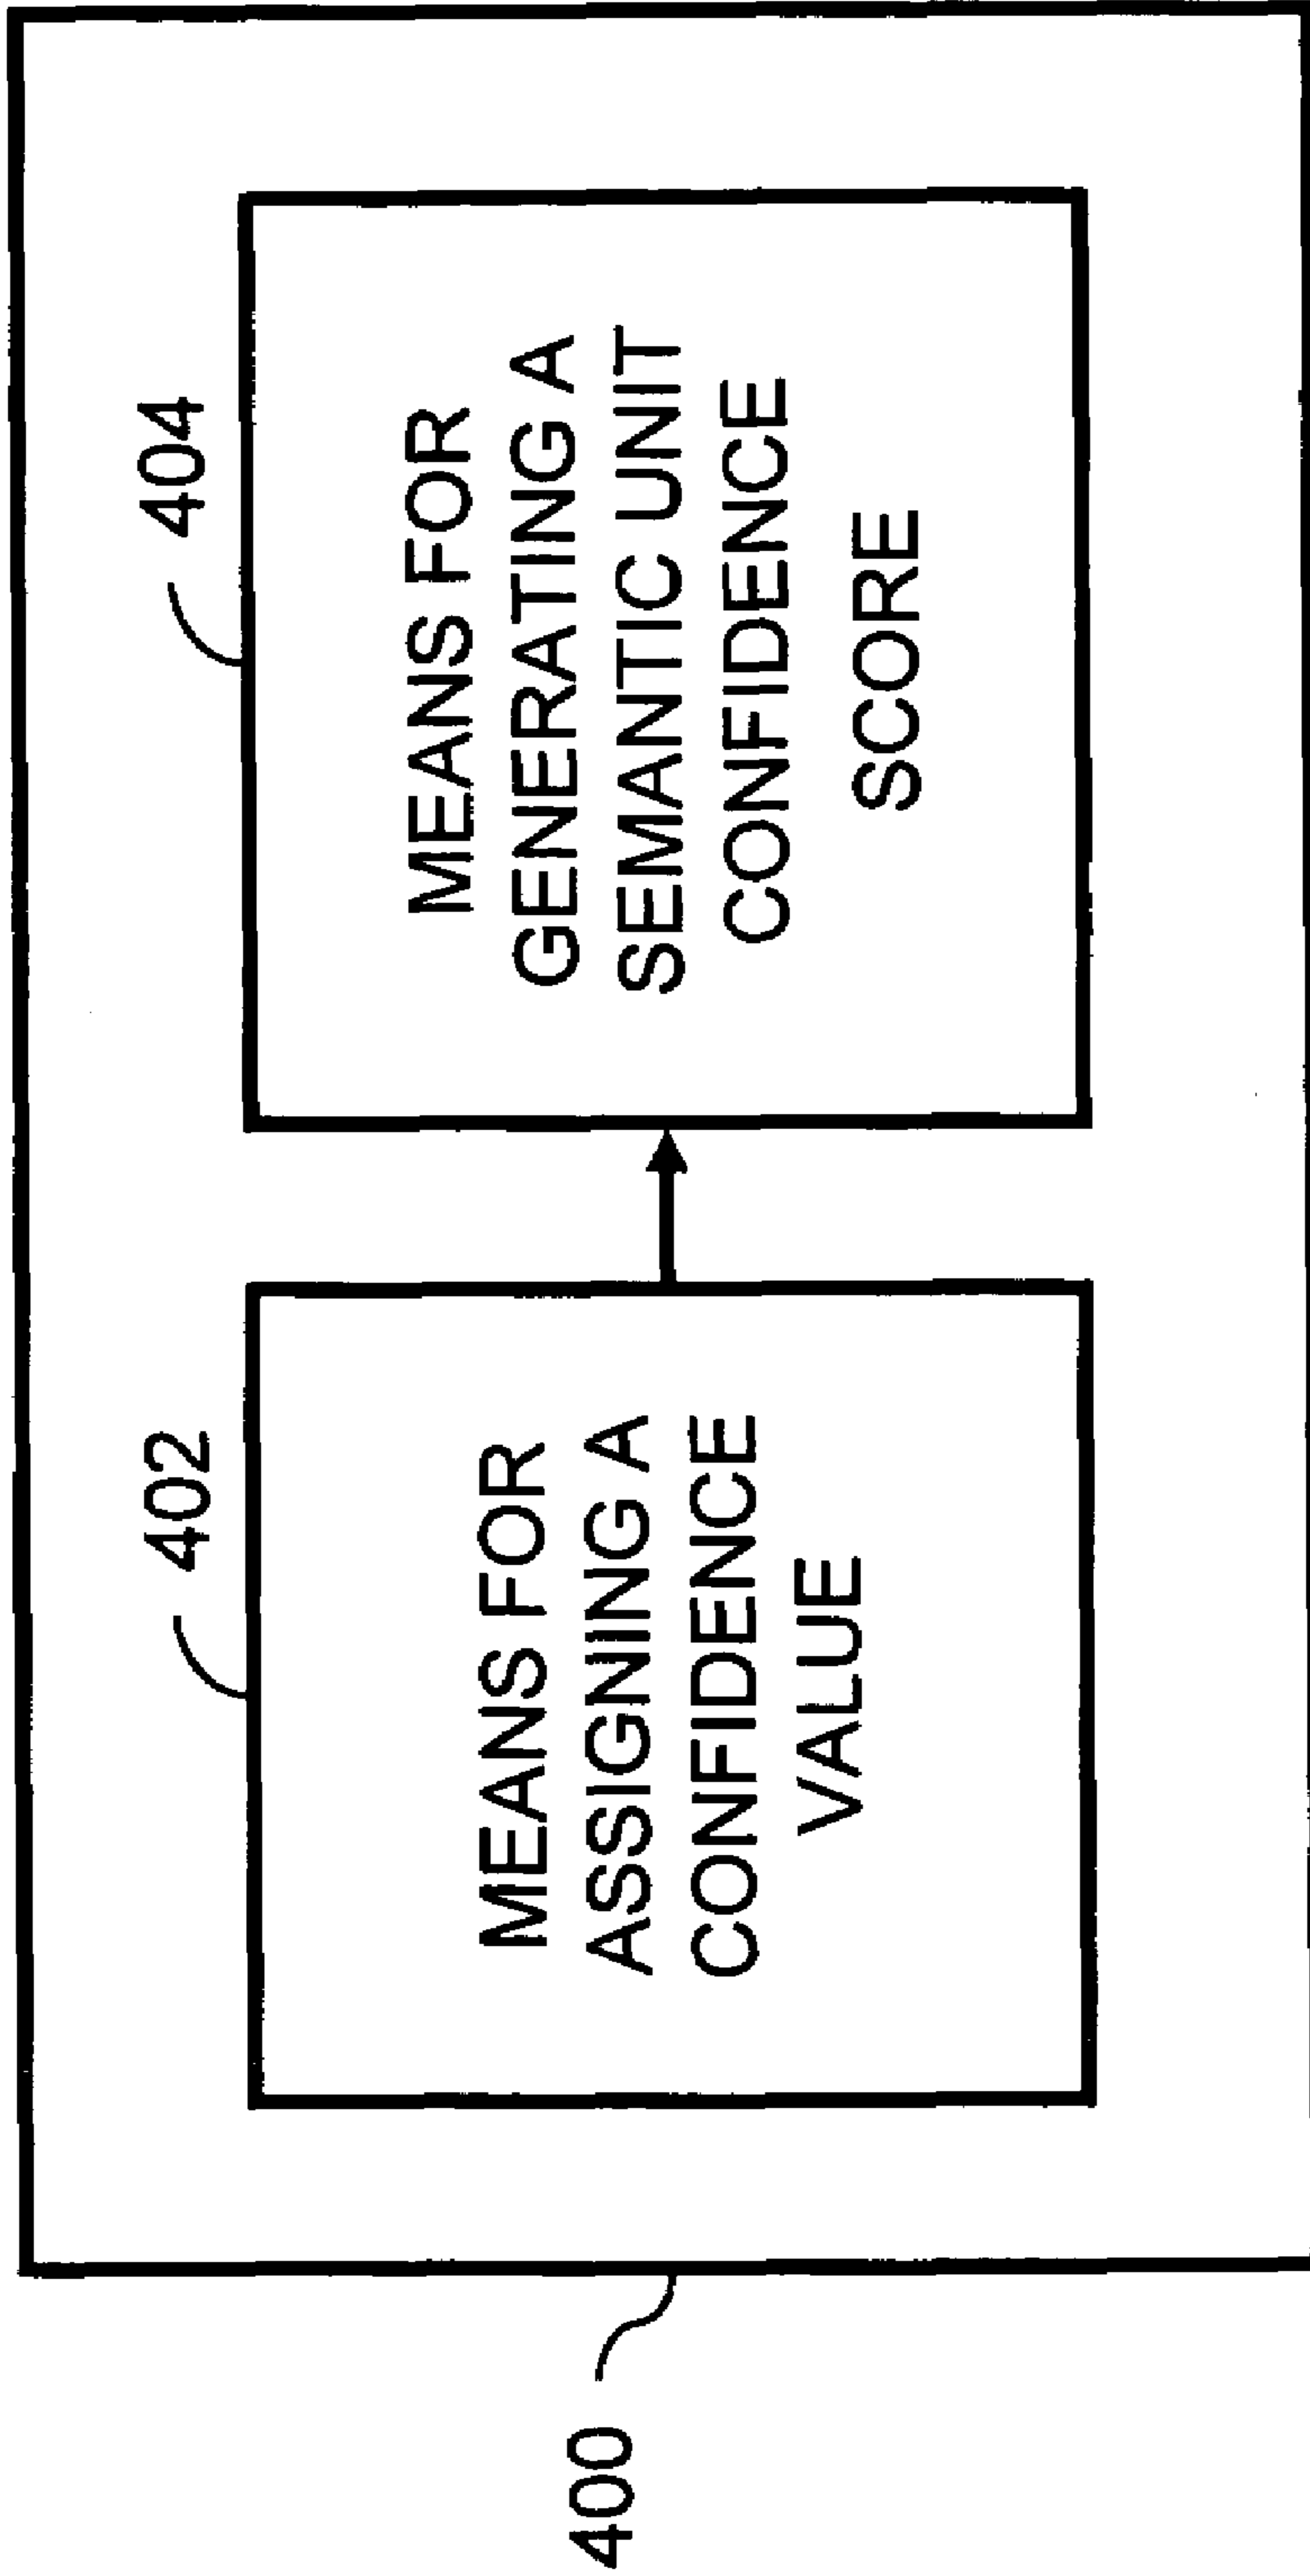 400
402
MEANS FOR
ASSIGNING A
CONFIDENCE
VALUE
404
MEANS FOR
GENERATING A
SEMANTIC UNIT
CONFIDENCE
SCORE